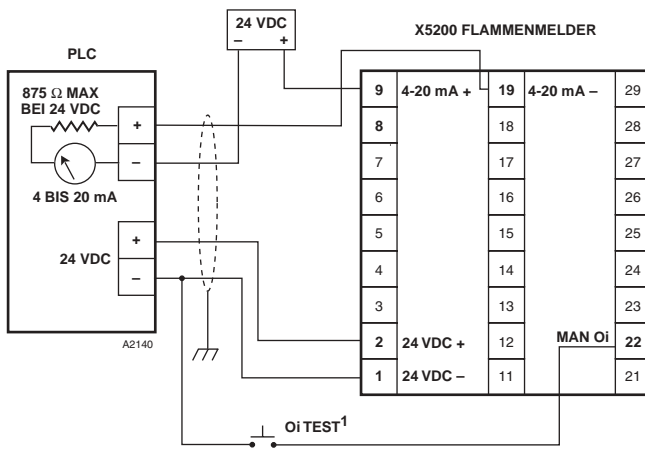 24 VDC
– +
X5200 FLAMMENMELDER
PLC
875 Ω MAX
BEI 24 VDC
+
–
4 BIS 20 mA
24 VDC
+
–
A2140
9 4-20 mA + 19 4-20 mA – 29
8 18 28
7 17 27
6 16 26
5 15 25
4 14 24
3 13 23
2 24 VDC + 12 MAN Oi 22
1 24 VDC – 11 21
Oi TEST1